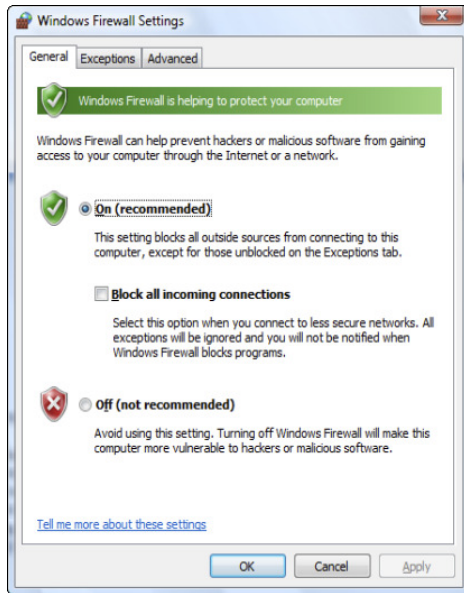 Windows Firewall Settings
General Exceptions Advanced
Windows Firewall is helping to protect your computer
Windows Firewall can help prevent hackers or malicious software from gaining
access to your computer through the Internet or a network.
On (recommended)
This setting blocks all outside sources from connecting to this
computer, except for those unblocked on the Exceptions tab.
Block all incoming connections
Select this option when you connect to less secure networks. All
exceptions will be ignored and you will not be notified when
Windows Firewall blocks programs.
Off (not recommended)
Avoid using this setting. Turning off Windows Firewall will make this
computer more vulnerable to hackers or malicious software.
Tell me more about these settings
OK Cancel Apply